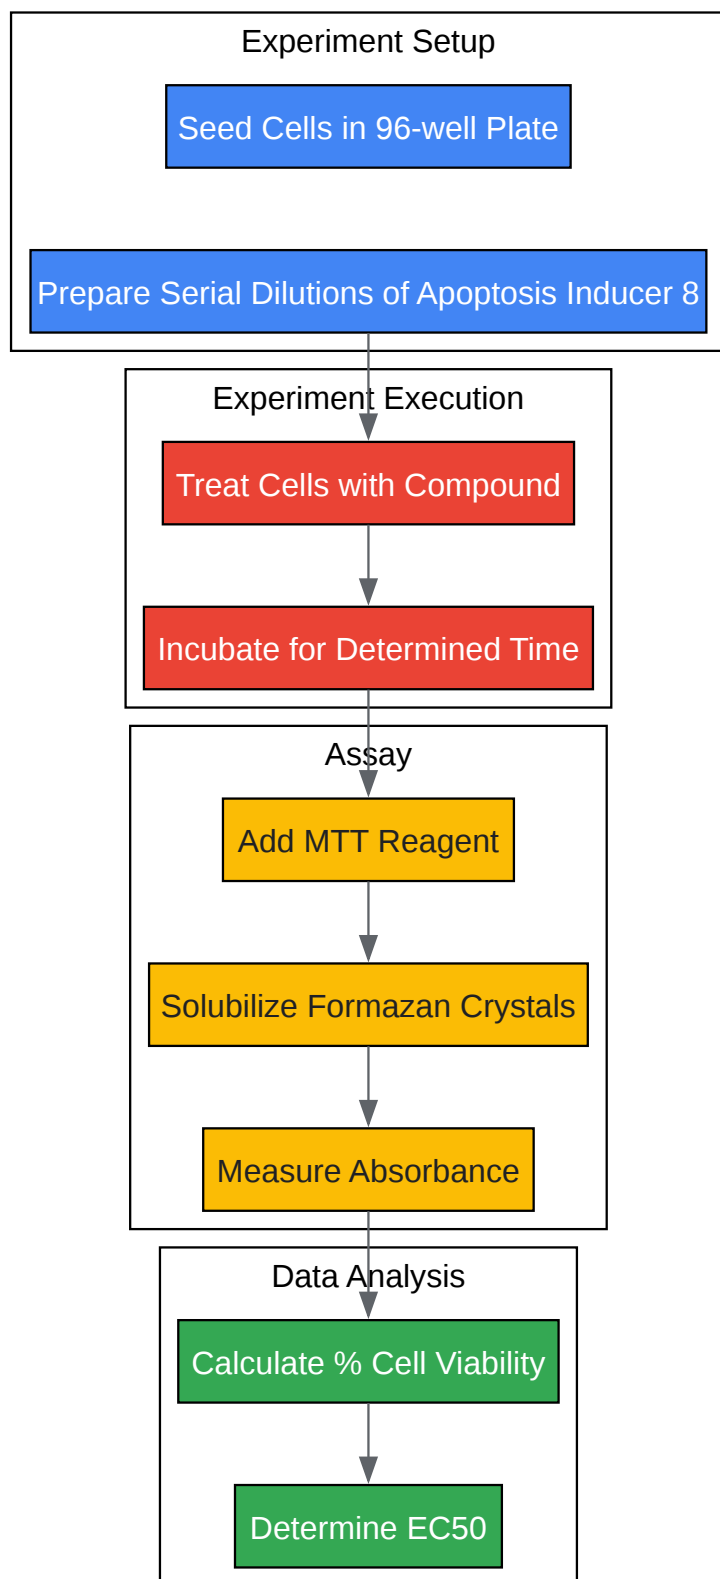 Experiment Setup
Seed Cells in 96-well Plate
Prepare Serial Dilutions of Apoptosis Inducer 8
Experiment Execution
Treat Cells with Compound
Incubate for Determined Time
Assay
Add MTT Reagent
Solubilize Formazan Crystals
Measure Absorbance
Data Analysis
Calculate % Cell Viability
Determine EC50